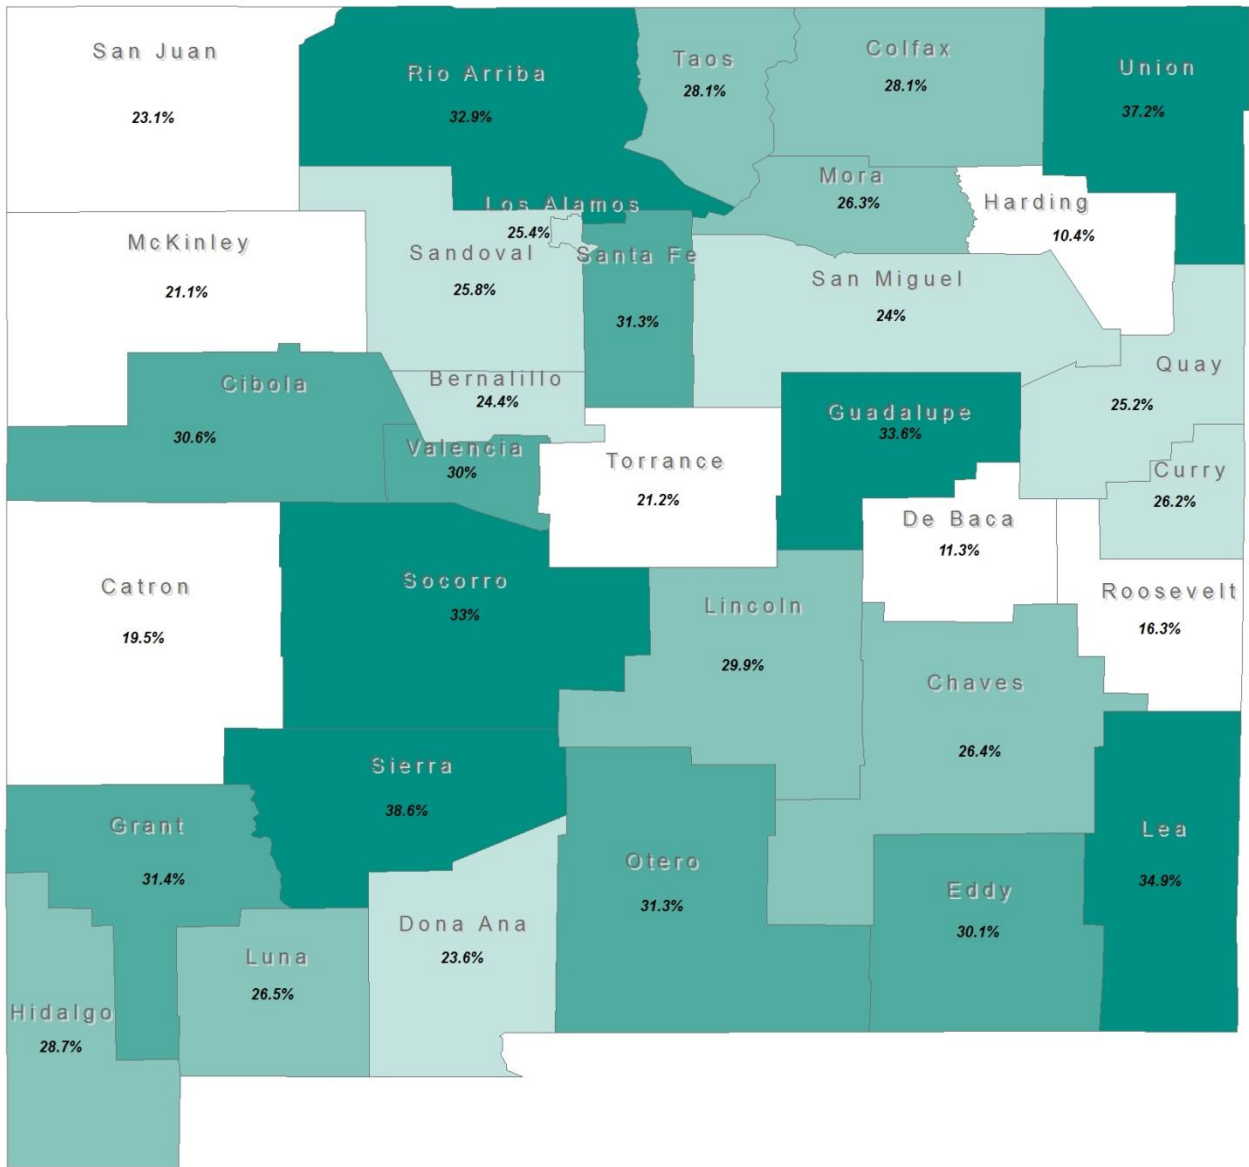 San Juan
23.1%
Rio Arriba
32.9%
Taos
28.1%
Colfax
28.1%
Union
37.2%
Mora
26.3%
Harding
10.4%
Los Alamos
25.4%
McKinley
21.1%
Sandoval
25.8%
Santa Fe
31.3%
San Miguel
24%
Quay
25.2%
Cibola
30.6%
Bernalillo
24.4%
Guadalupe
33.6%
Valencia
30%
Torrance
21.2%
Curry
26.2%
De Baca
11.3%
Roosevelt
16.3%
Catron
19.5%
Socorro
33%
Lincoln
29.9%
Chaves
26.4%
Sierra
38.6%
Grant
31.4%
Otero
31.3%
Lea
34.9%
Eddy
30.1%
Dona Ana
23.6%
Luna
26.5%
Hidalgo
28.7%